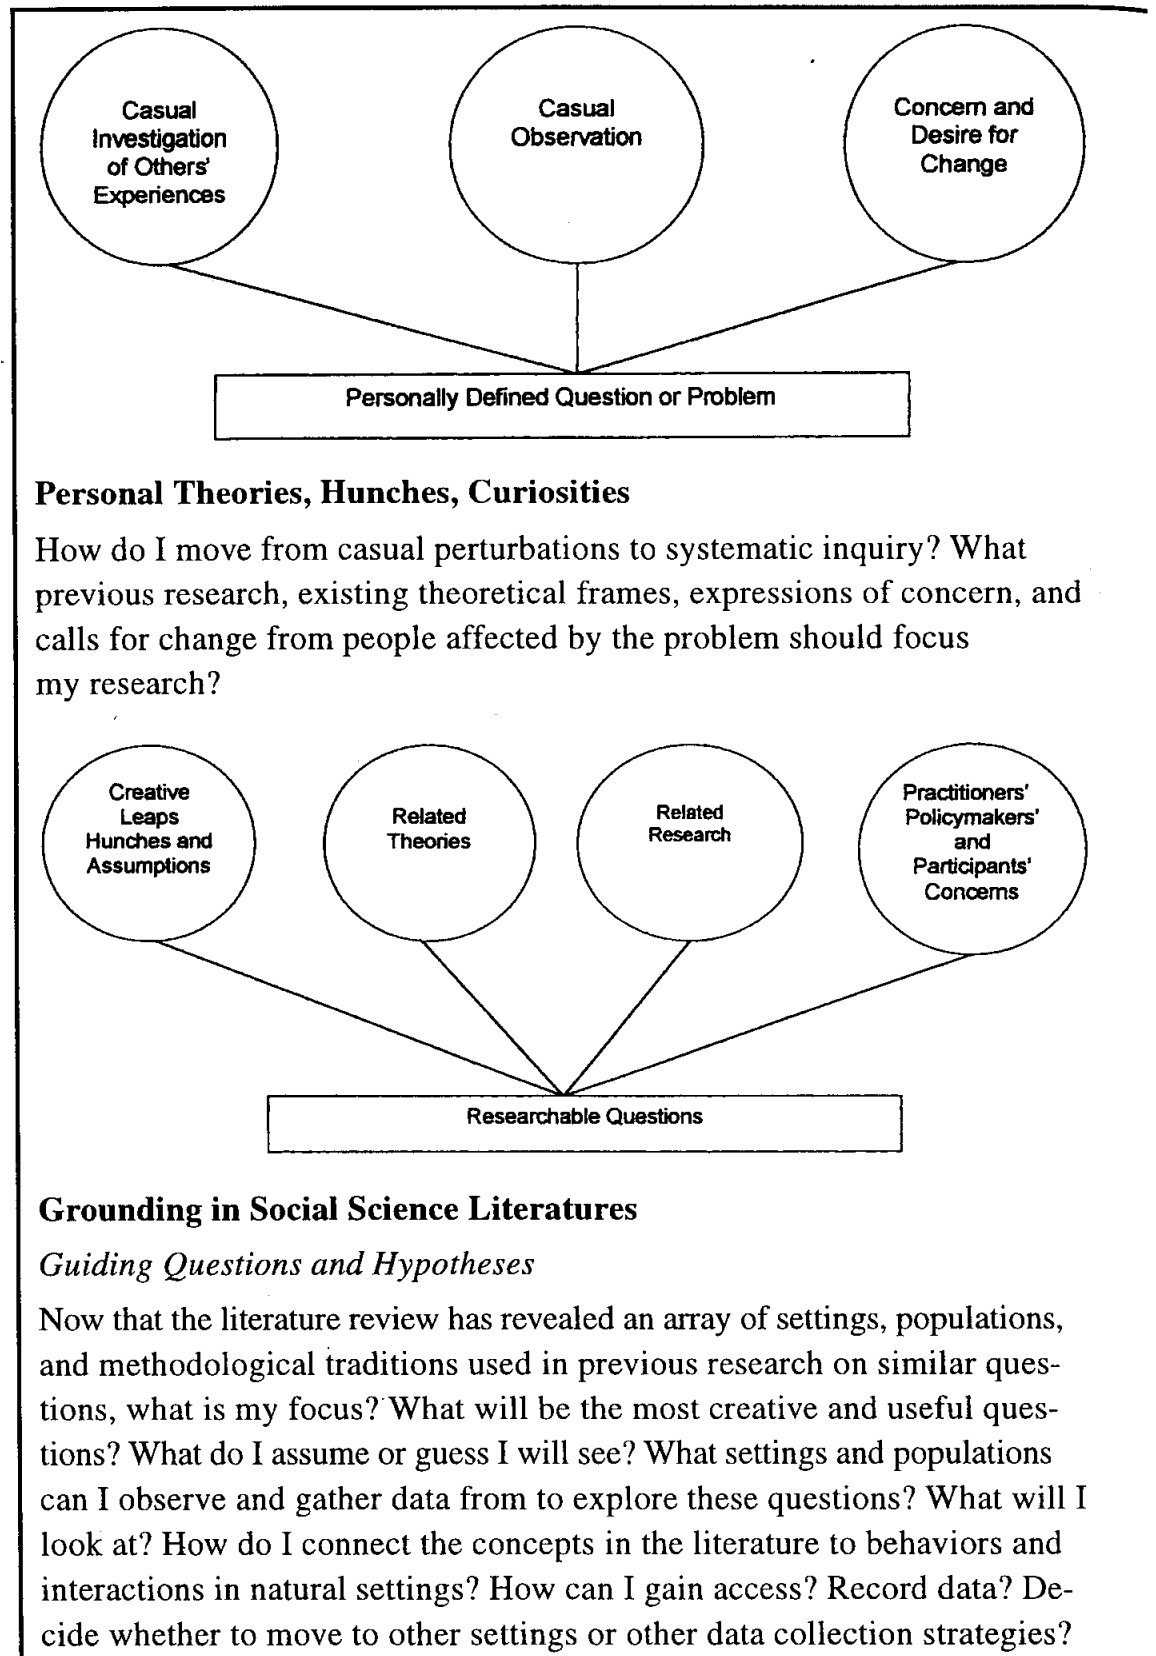 Casual
Investigation
of Others'
Experiences
Casual
Observation
Concern and
Desire for
Change
Personally Defined Question or Problem
Personal Theories, Hunches, Curiosities
How do I move from casual perturbations to systematic inquiry? What
previous research, existing theoretical frames, expressions of concern, and
calls for change from people affected by the problem should focus
my research?
Creative
Leaps
Hunches and
Assumptions
Related
Theories
Related
Research
Practitioners'
Policymakers'
and
Participants'
Concerns
Researchable Questions
Grounding in Social Science Literatures
Guiding Questions and Hypotheses
Now that the literature review has revealed an array of settings, populations,
and methodological traditions used in previous research on similar ques-
tions, what is my focus? What will be the most creative and useful ques-
tions? What do I assume or guess I will see? What settings and populations
can I observe and gather data from to explore these questions? What will I
look at? How do I connect the concepts in the literature to behaviors and
interactions in natural settings? How can I gain access? Record data? De-
cide whether to move to other settings or other data collection strategies?